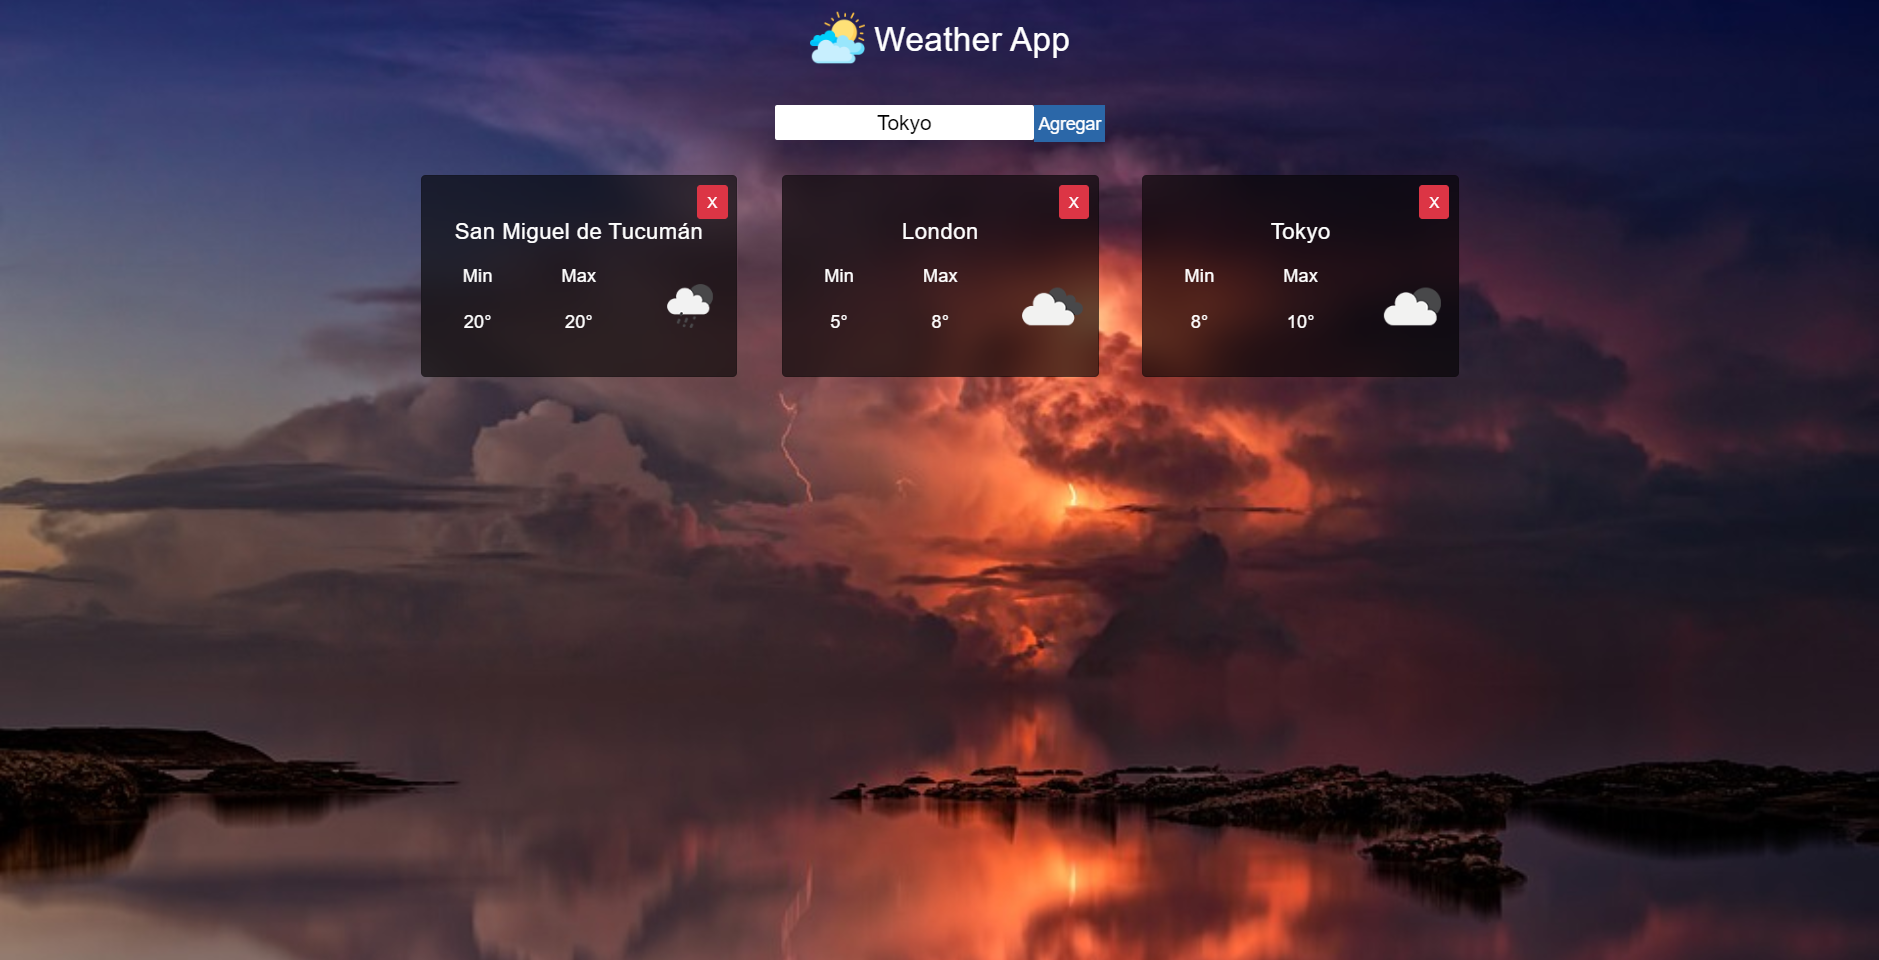 Weather App
Tokyo
Agregar
X
San Miguel de Tucumán
Min Max
20° 20°
X
London
Min Max
5° 8°
X
Tokyo
Min Max
8° 10°